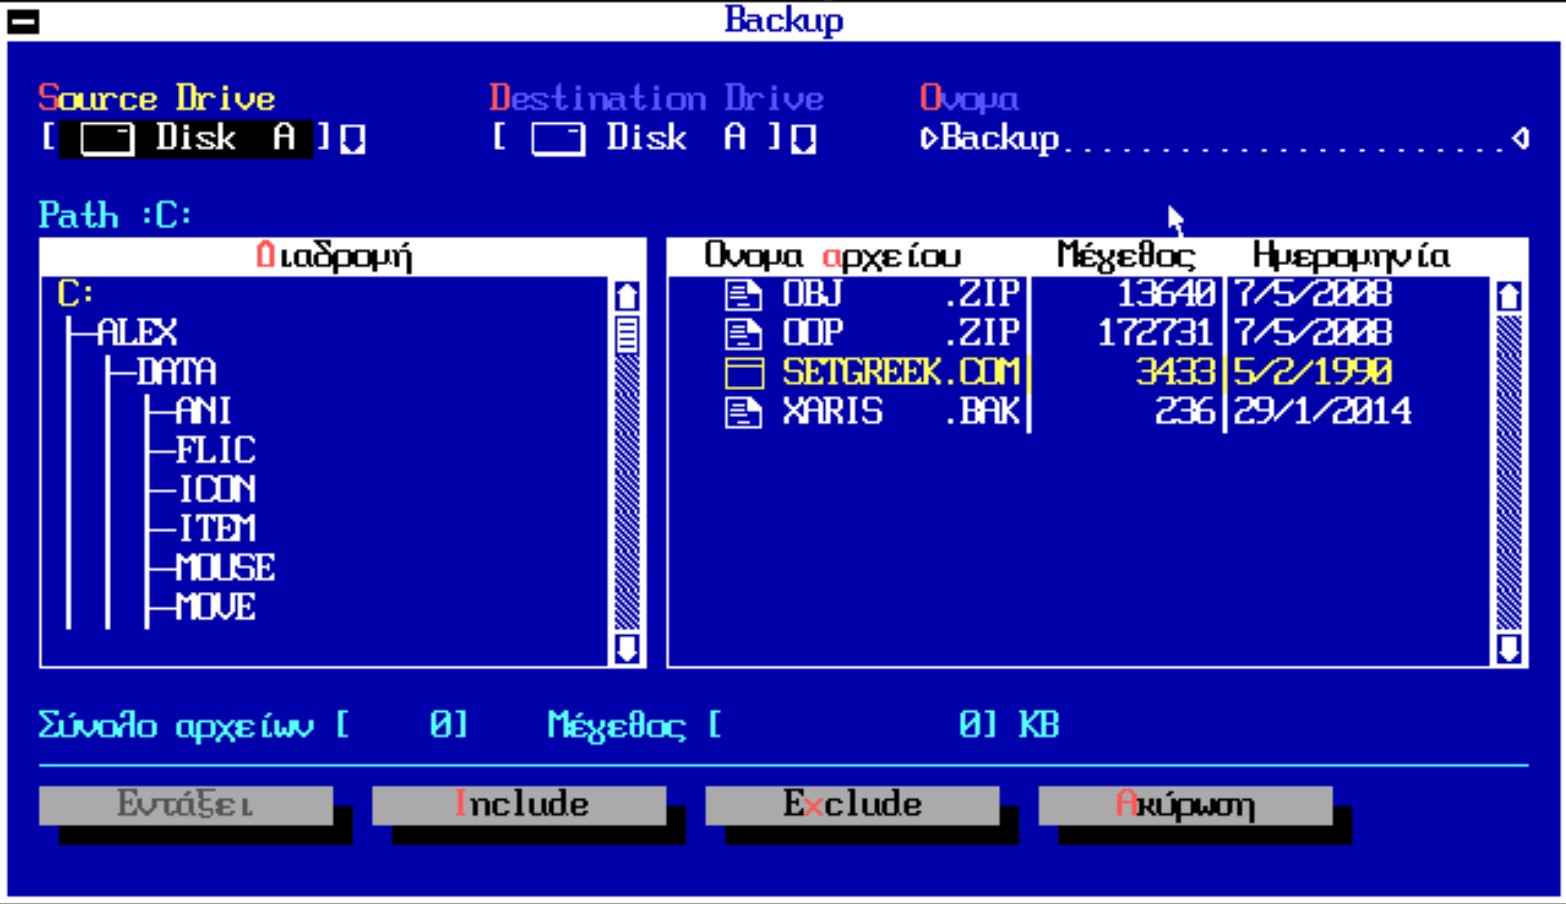 Backup
Source Drive Destination Drive Ονομα
[ Disk A ] [ Disk A ] Backup.......................
Path :C:
Διαδρομή Ονομα αρχείου Μέγεθος Ημερομηνία
C: OBJ .ZIP 13640 7/5/2008
ALEX OOP .ZIP 172731 7/5/2008
DATA SETGREEK.COM 3433 5/2/1990
ANI XARIS .BAK 236 29/1/2014
FLIC
ICON
ITEM
MOUSE
MOVE
Σύνολο αρχείων [ 0] Μέγεθος [ 0] KB
Εντάξει Include Exclude Ακύρωση